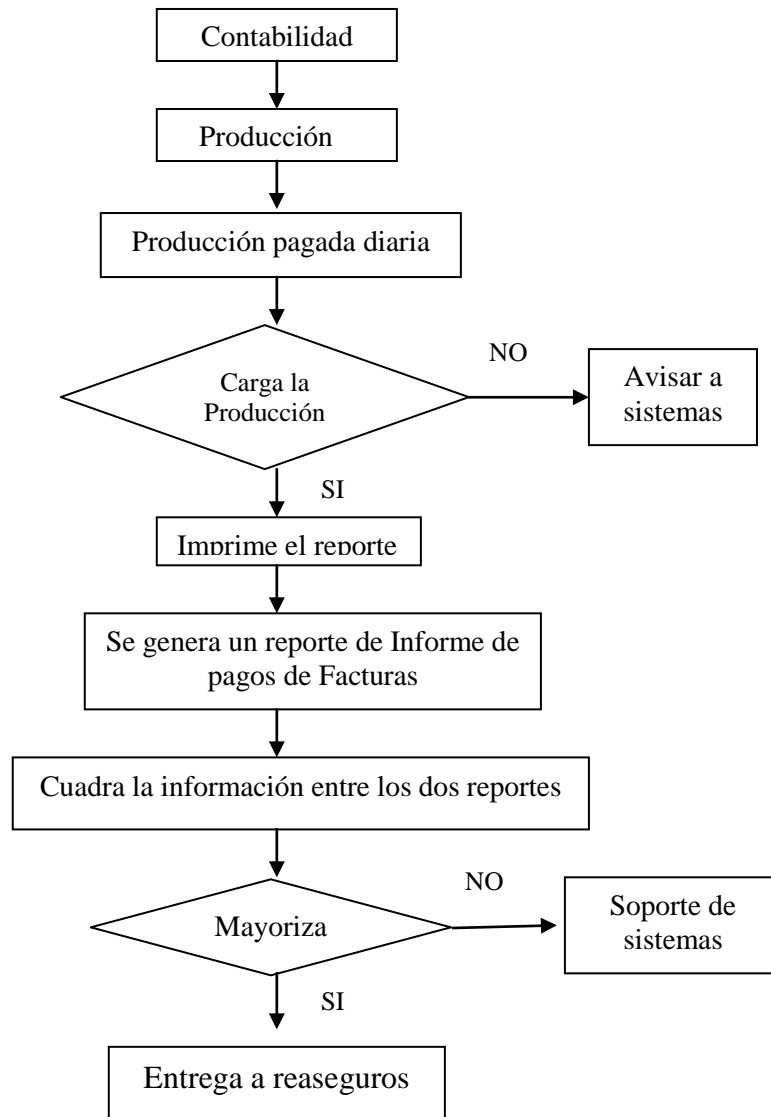 Contabilidad
Producción
Producción pagada diaria
Carga la
Producción
NO
Avisar a
sistemas
SI
Imprime el reporte
Se genera un reporte de Informe de
pagos de Facturas
Cuadra la información entre los dos reportes
Mayoriza
NO
Soporte de
sistemas
SI
Entrega a reaseguros